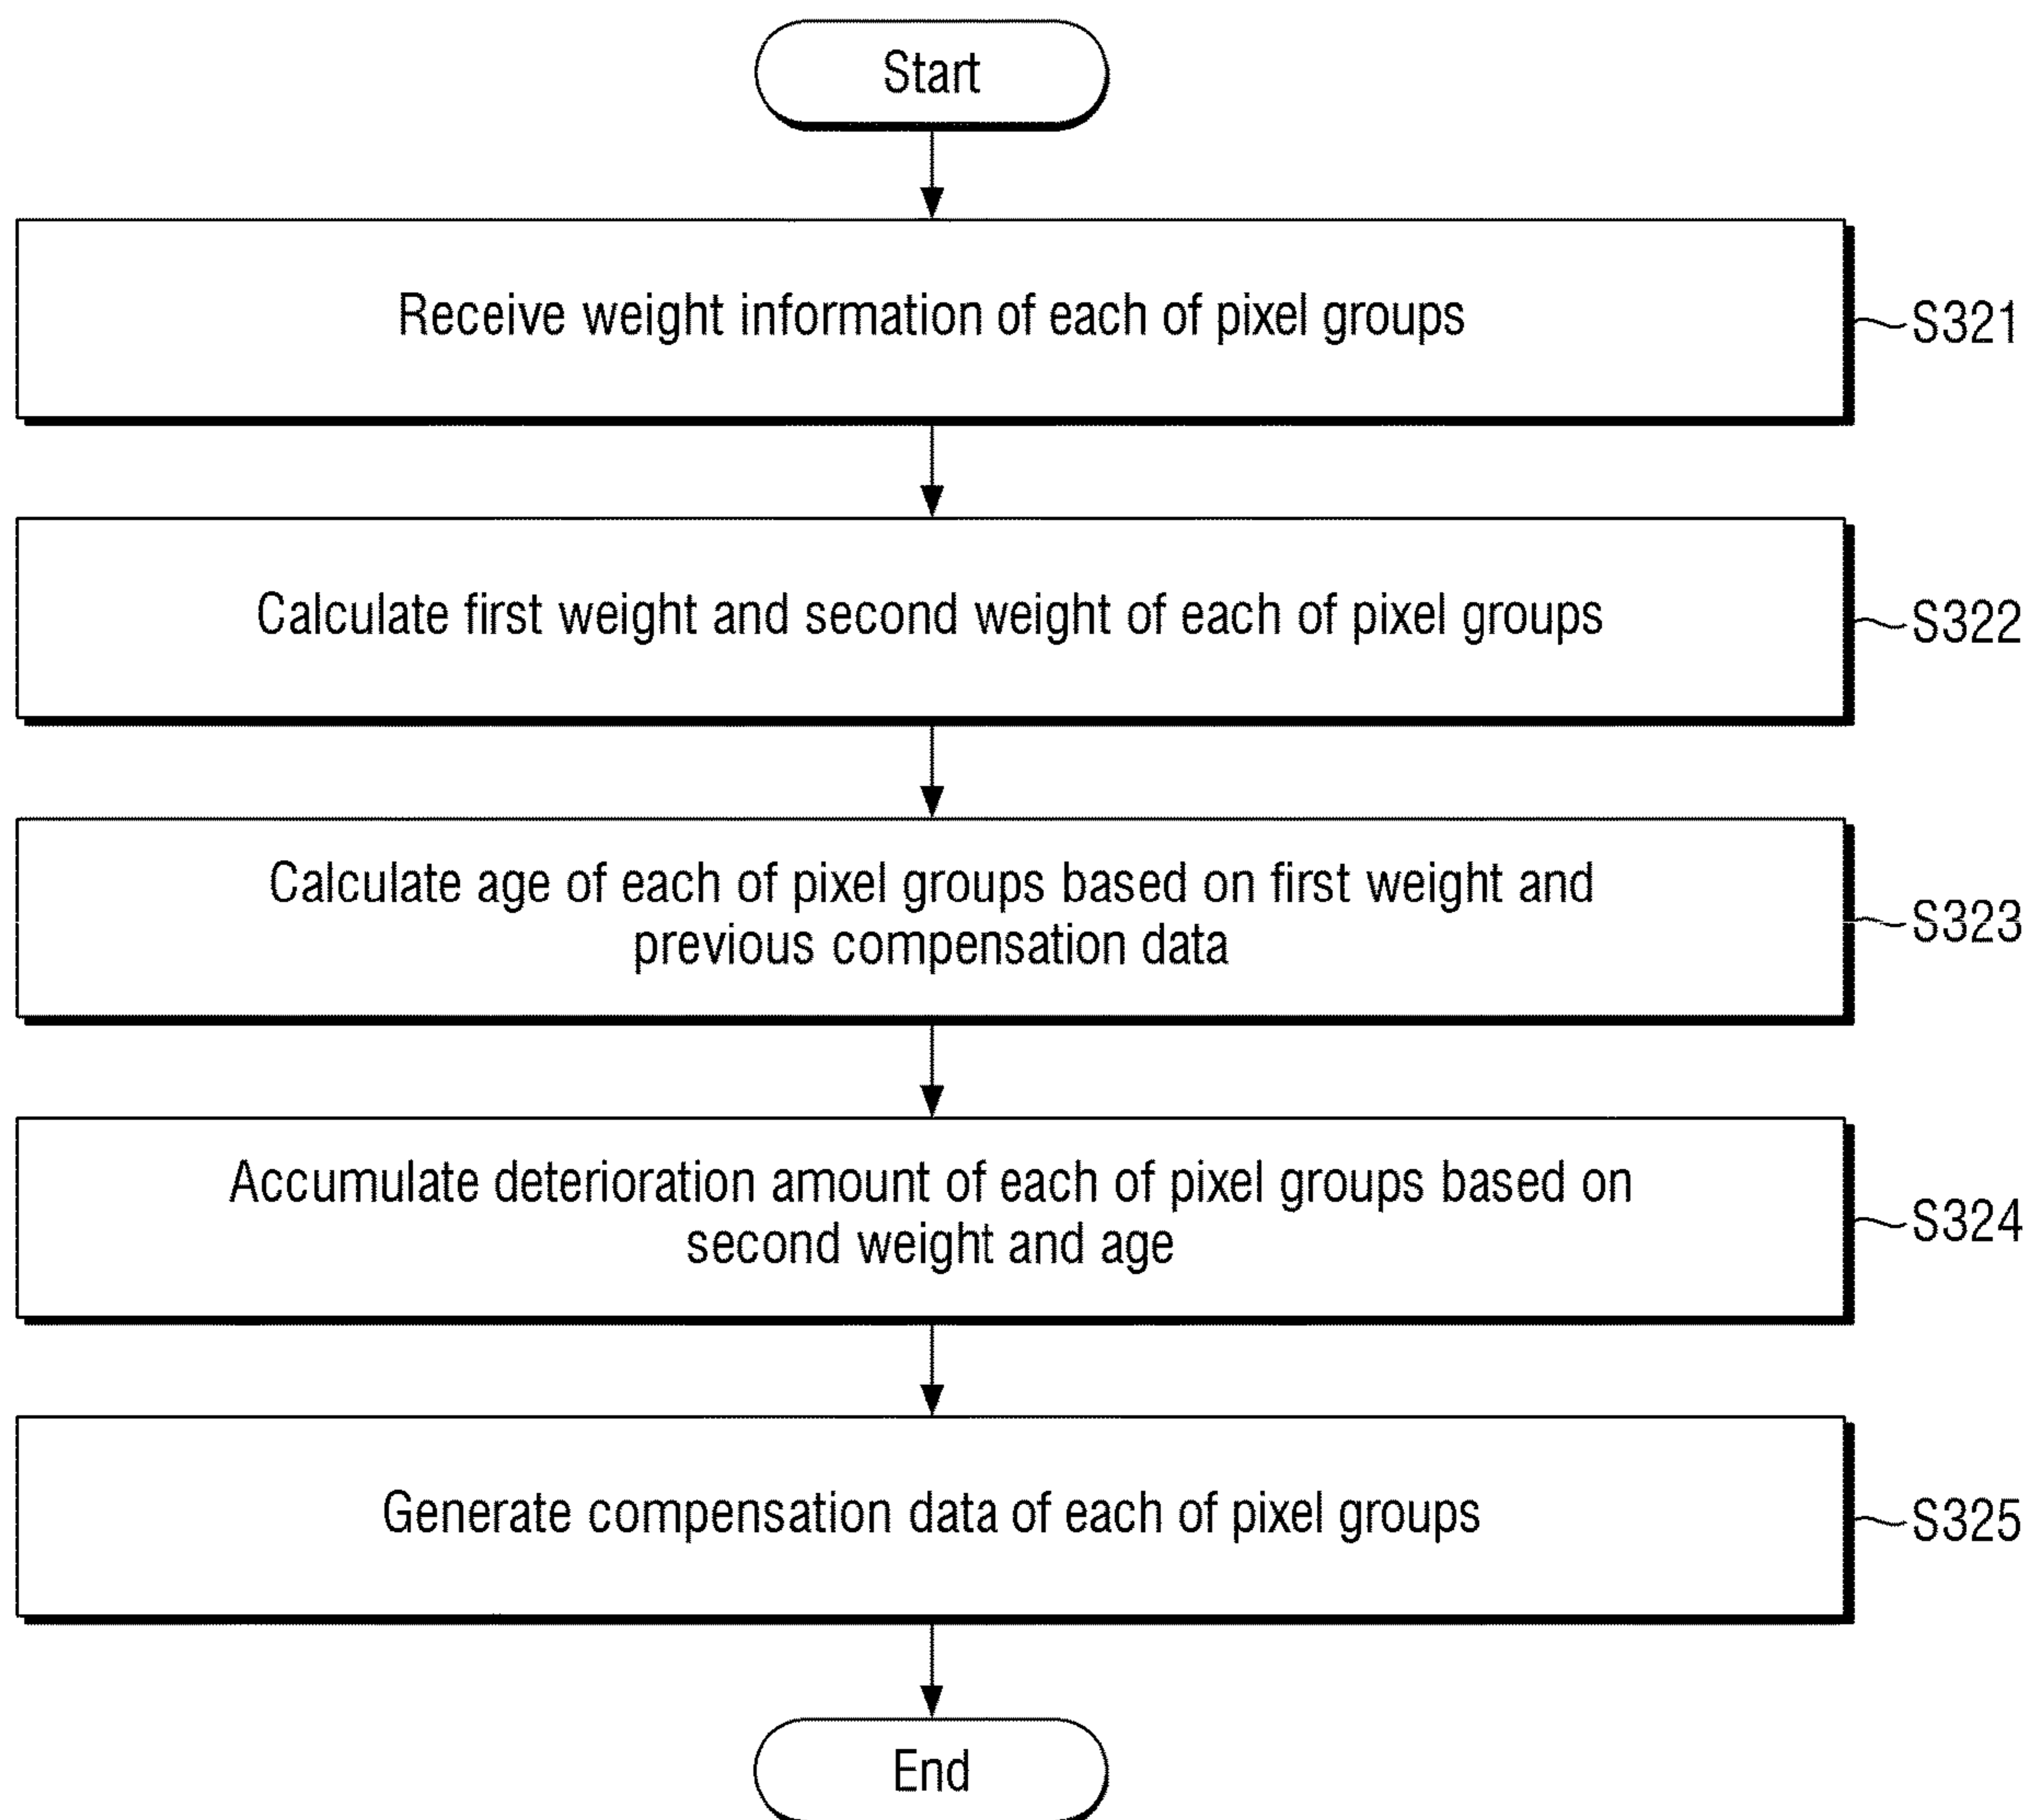 Start
Receive weight information of each of pixel groups
S321
Calculate first weight and second weight of each of pixel groups
S322
Calculate age of each of pixel groups based on first weight and
previous compensation data
S323
Accumulate deterioration amount of each of pixel groups based on
second weight and age
S324
Generate compensation data of each of pixel groups
S325
End